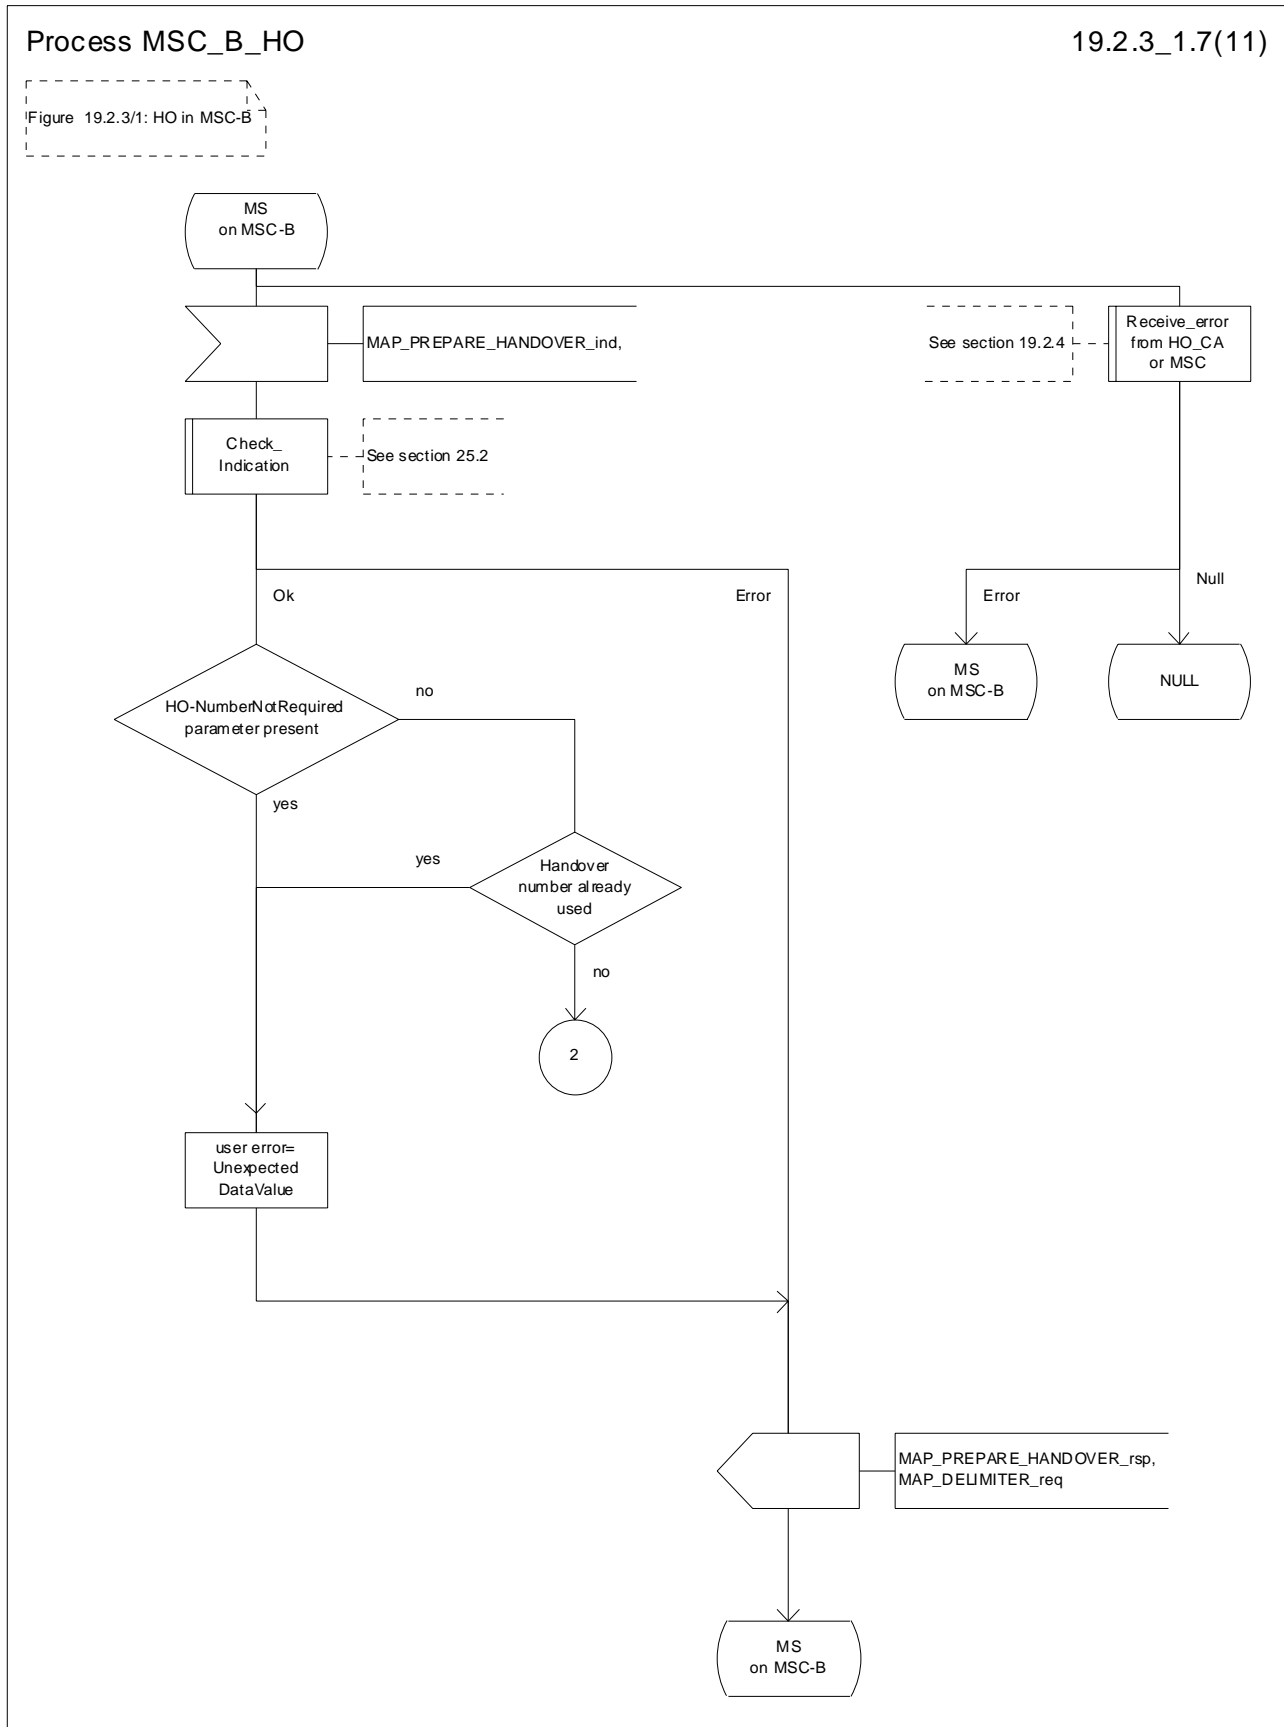 Process MSC_B_HO
19.2.3_1.7(11)
Figure 19.2.3/1: HO in MSC-B
MS
on MSC-B
MAP_PREPARE_HANDOVER_ind,
See section 19.2.4
Receive_error
from HO_CA
or MSC
Check_
Indication
See section 25.2
Ok
Error
Error
Null
MS
on MSC-B
NULL
HO-NumberNotRequired
parameter present
no
yes
yes
Handover
number already
used
no
2
user error=
Unexpected
DataValue
MAP_PREPARE_HANDOVER_rsp,
MAP_DELIMITER_req
MS
on MSC-B